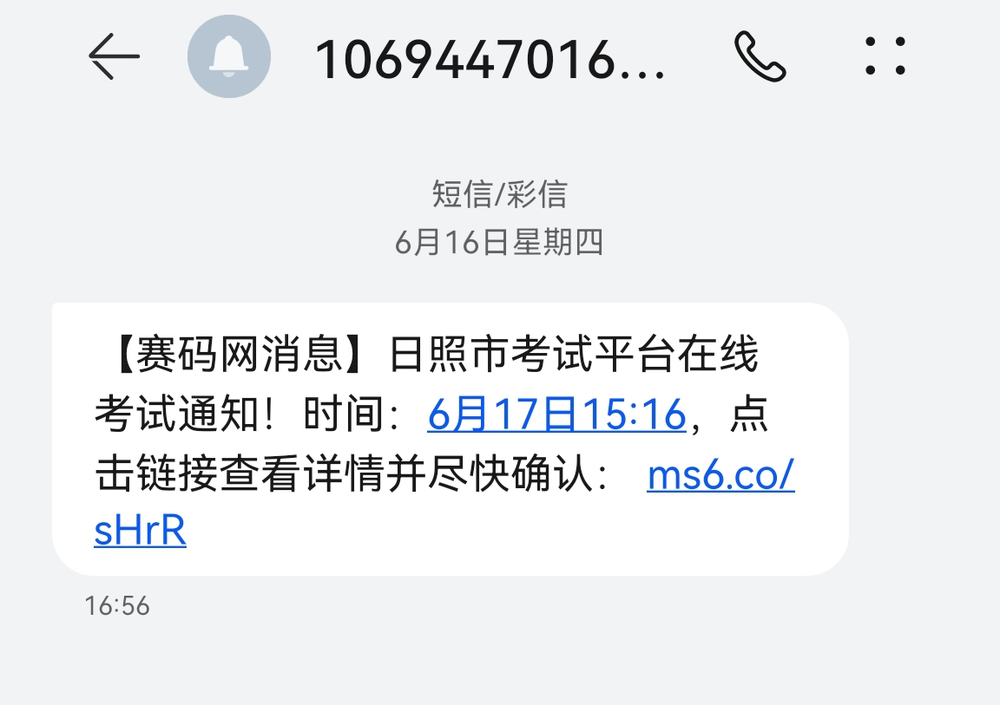 1069447016...
短信/彩信
6月16日星期四
【赛码网消息】日照市考试平台在线
考试通知！时间：6月17日15:16，点
击链接查看详情并尽快确认： ms6.co/
sHrR
16:56